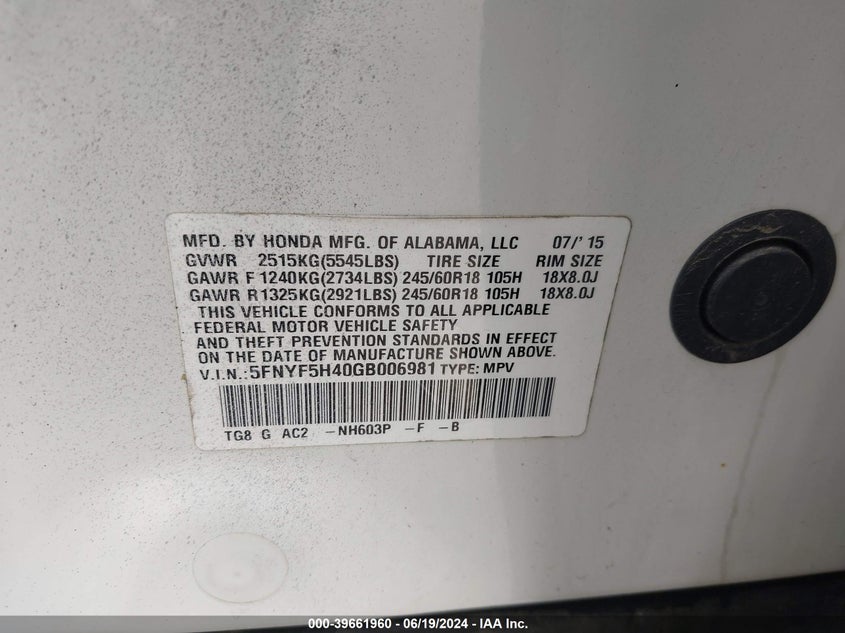 MFD. BY HONDA MFG. OF ALABAMA, LLC 07/'15
GVWR 2515KG(5545LBS) TIRE SIZE RIM SIZE
GAWR F 1240KG(2734LBS) 245/60R18 105H 18X8.0J
GAWR R 1325KG(2921LBS) 245/60R18 105H 18X8.0J
THIS VEHICLE CONFORMS TO ALL APPLICABLE
FEDERAL MOTOR VEHICLE SAFETY
AND THEFT PREVENTION STANDARDS IN EFFECT
ON THE DATE OF MANUFACTURE SHOWN ABOVE.
V.I.N.:5FNYF5H40GB006981 TYPE: MPV
TG8 G AC2 -NH603P -F -B
000-39661960 - 06/19/2024 - IAA Inc.